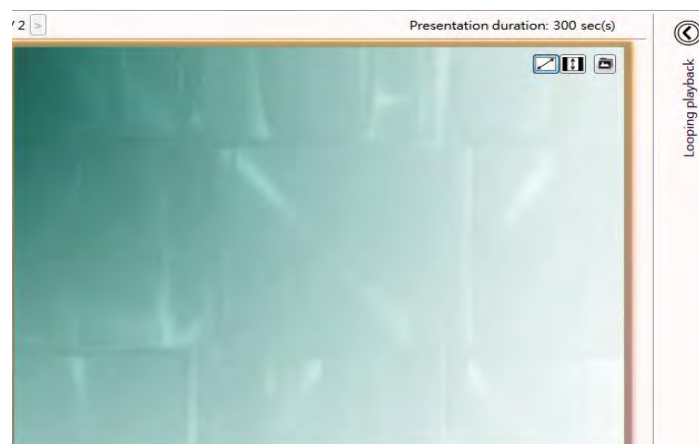 / 2 >
Presentation duration: 300 sec(s)
Looping playback